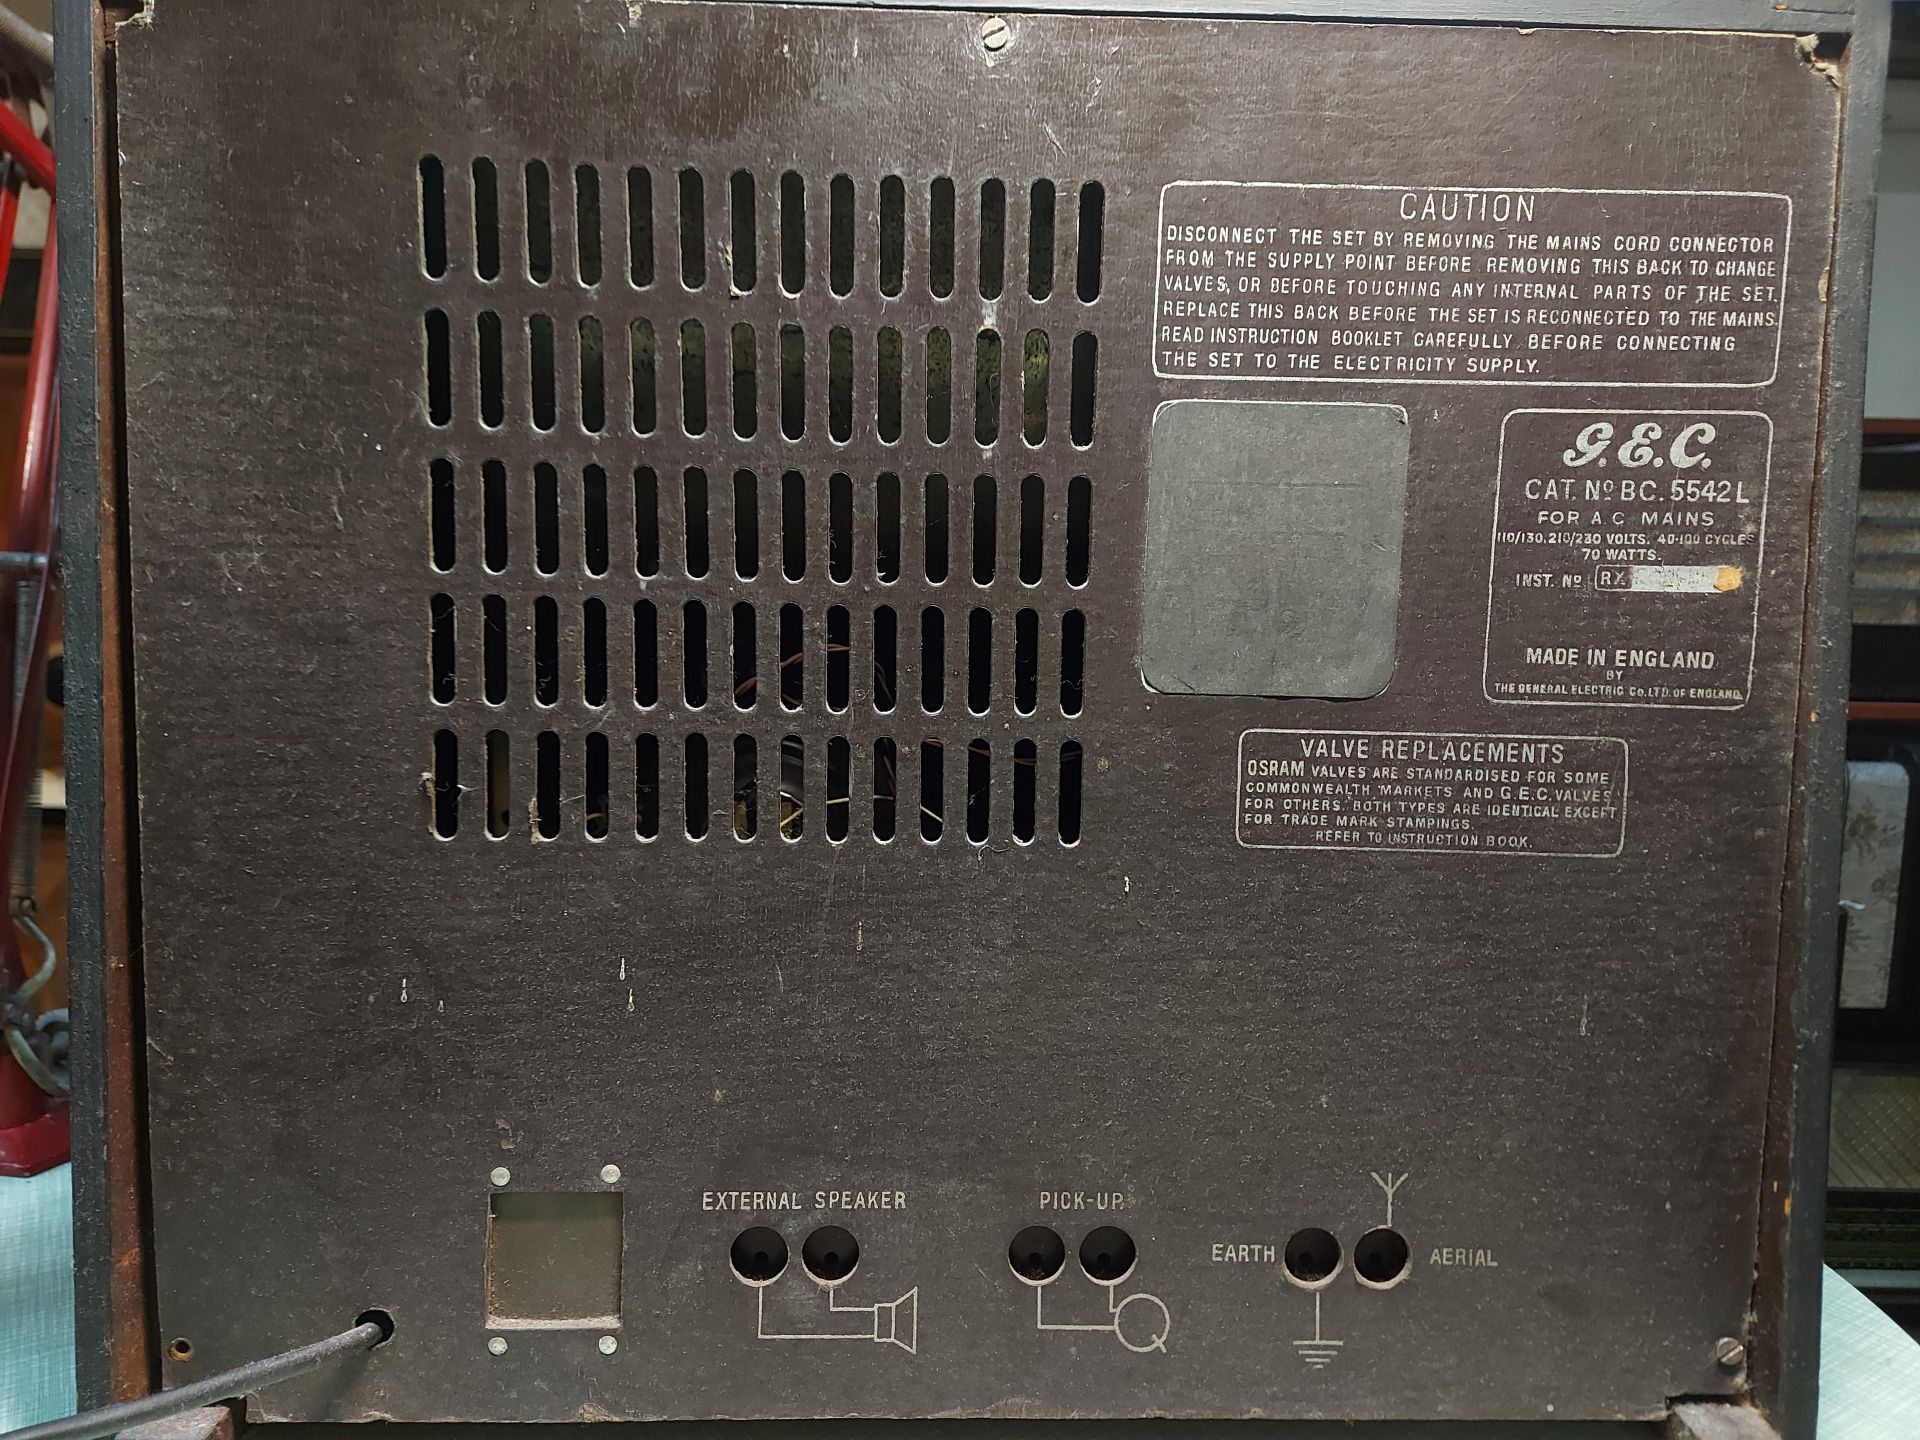 CAUTION
DISCONNECT THE SET BY REMOVING THE MAINS CORD CONNECTOR
FROM THE SUPPLY POINT BEFORE REMOVING THIS BACK TO CHANGE
VALVES, OR BEFORE TOUCHING ANY INTERNAL PARTS OF THE SET.
REPLACE THIS BACK BEFORE THE SET IS RECONNECTED TO THE MAINS.
READ INSTRUCTION BOOKLET CAREFULLY BEFORE CONNECTING
THE SET TO THE ELECTRICITY SUPPLY.
G.E.C.
CAT. Nº BC. 5542 L
FOR A.C MAINS
110/130, 210/230 VOLTS. 40-100 CYCLES
70 WATTS.
INST. Nº RX
MADE IN ENGLAND
BY
THE GENERAL ELECTRIC Co. LTD. OF ENGLAND
VALVE REPLACEMENTS
OSRAM VALVES ARE STANDARDISED FOR SOME
COMMONWEALTH MARKETS AND G.E.C. VALVES
FOR OTHERS. BOTH TYPES ARE IDENTICAL EXCEPT
FOR TRADE MARK STAMPINGS.
REFER TO INSTRUCTION BOOK.
EXTERNAL SPEAKER
PICK-UP
EARTH
AERIAL